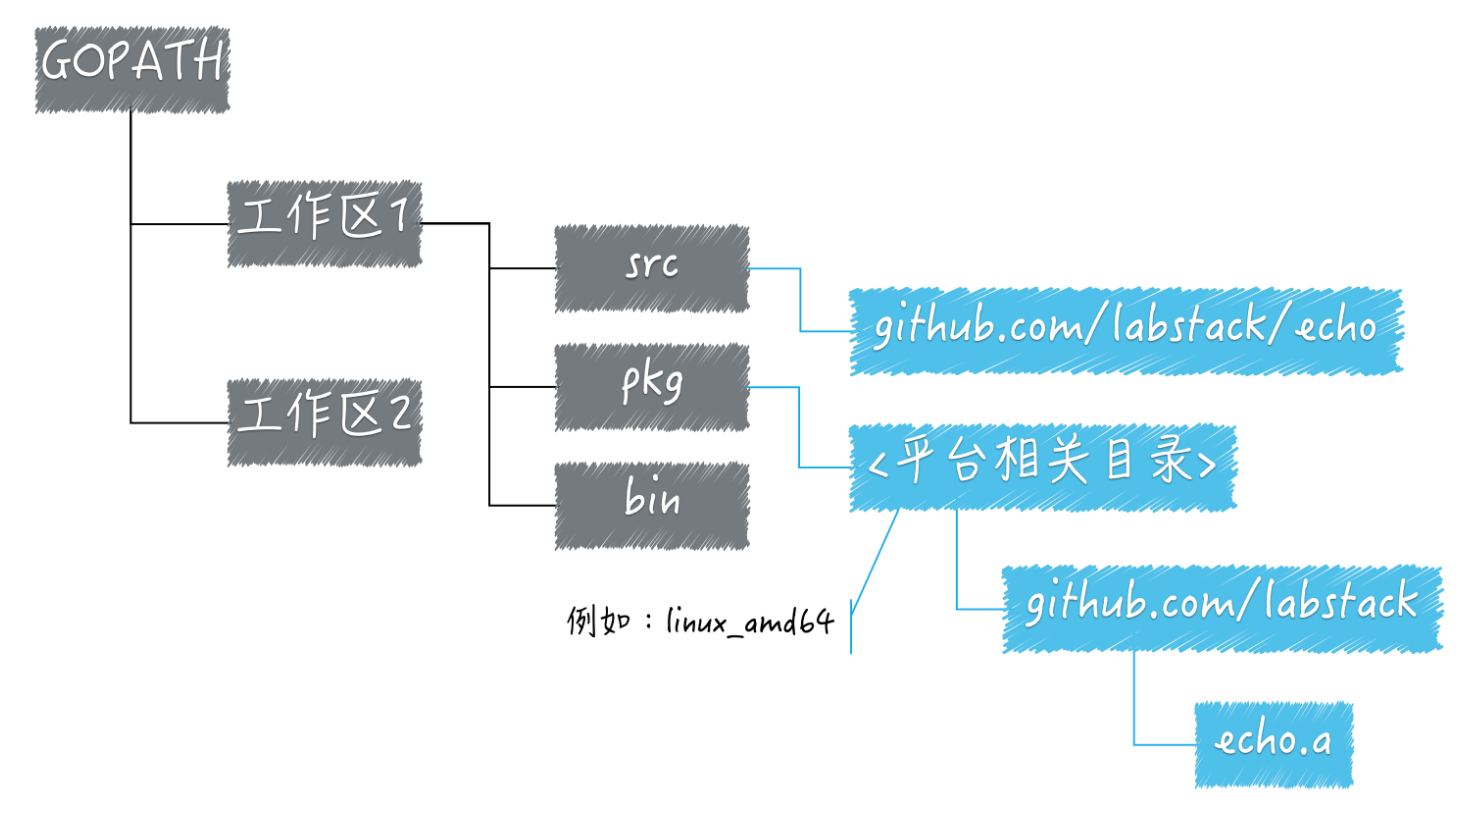 GOPATH
工作区1
src
github.com/labstack/echo
pkg
工作区2
<平台相关目录>
bin
github.com/labstack
例如：linux_amd64
echo.a